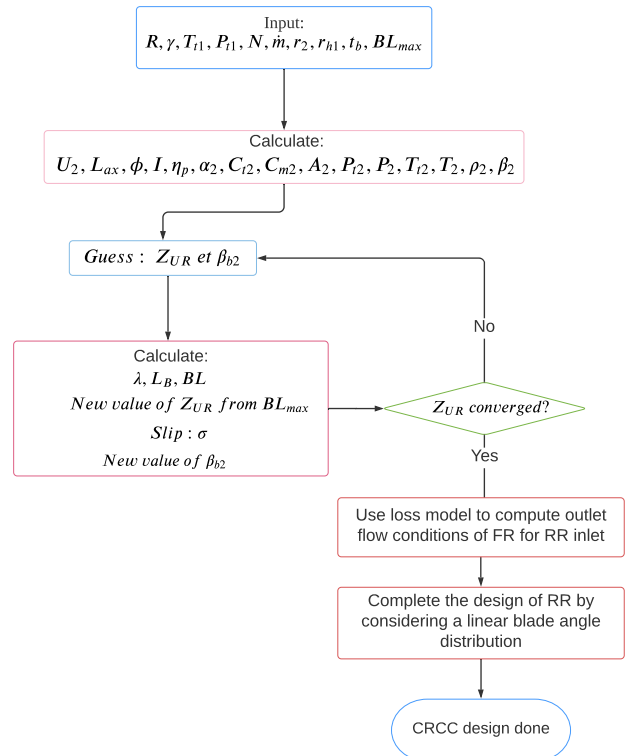 Input:
R, γ, T_{t1}, P_{t1}, N, ṁ, r_2, r_{h1}, t_b, BL_{max}
Calculate:
U_2, L_{ax}, ϕ, I, η_p, α_2, C_{t2}, C_{m2}, A_2, P_{t2}, P_2, T_{t2}, T_2, ρ_2, β_2
Guess : Z_{UR} et β_{b2}
No
Calculate:
λ, L_B, BL
New value of Z_{UR} from BL_{max}
Slip : σ
New value of β_{b2}
Z_{UR} converged?
Yes
Use loss model to compute outlet
flow conditions of FR for RR inlet
Complete the design of RR by
considering a linear blade angle
distribution
CRCC design done